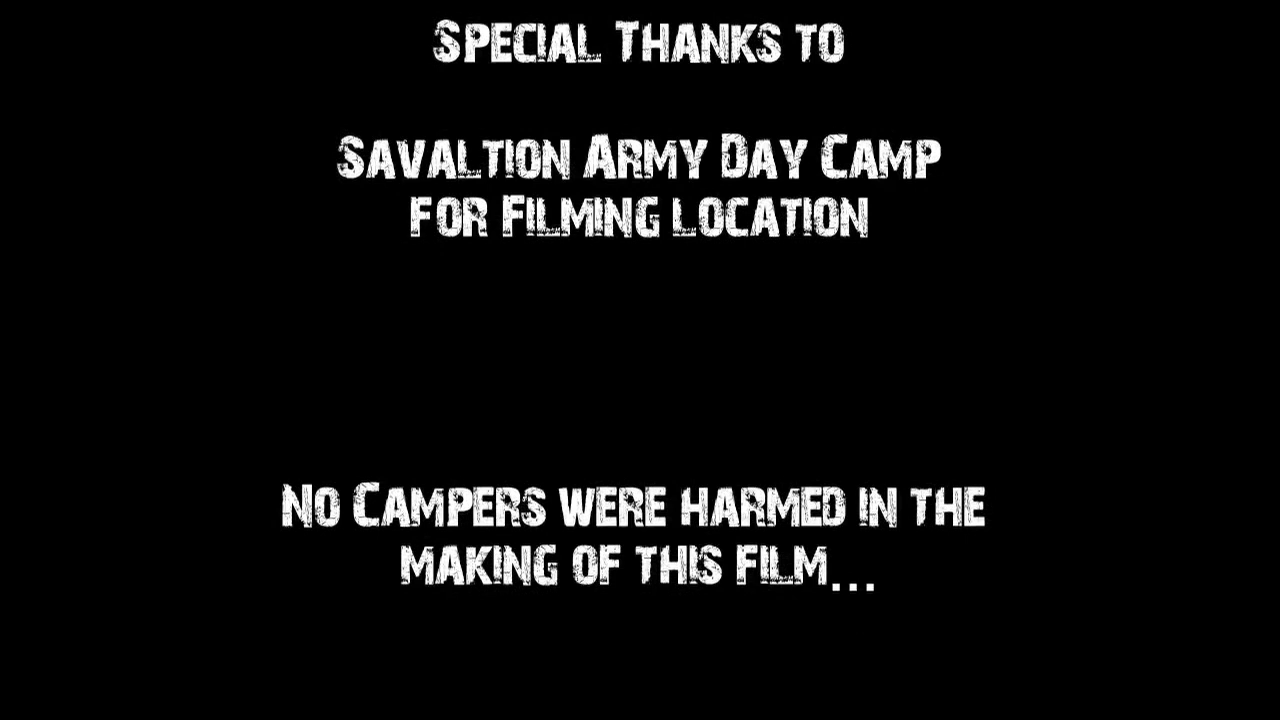 Special Thanks to
Savaltion Army Day Camp
for Filming location
No Campers were harmed in the
making of this film...